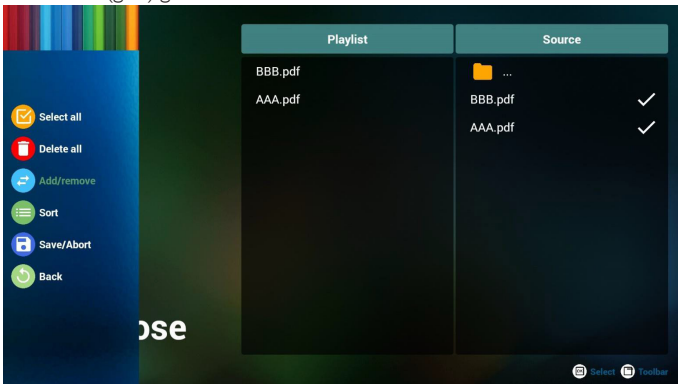 Select all
Delete all
Add/remove
Sort
Save/Abort
Back
ose
Playlist
BBB.pdf
AAA.pdf
Source
...
BBB.pdf
AAA.pdf
Select
Toolbar